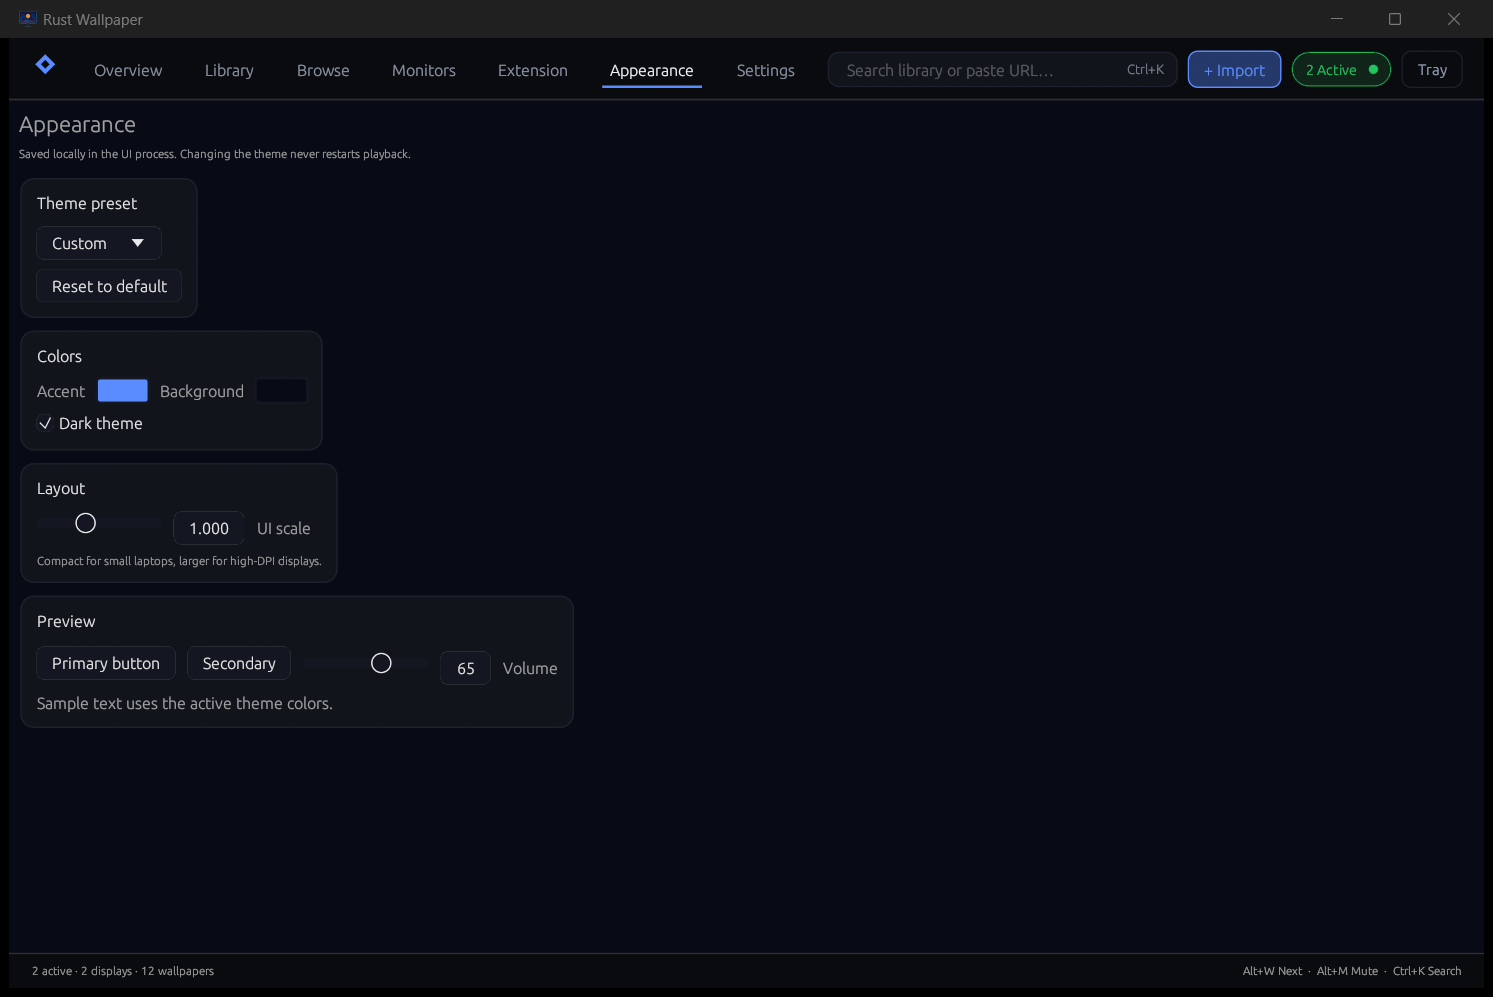 Rust Wallpaper
Overview Library Browse Monitors Extension Appearance Settings Search library or paste URL... Ctrl+K + Import 2 Active Tray
Appearance
Saved locally in the UI process. Changing the theme never restarts playback.
Theme preset
Custom
Reset to default
Colors
Accent Background
Dark theme
Layout
1.000 UI scale
Compact for small laptops, larger for high-DPI displays.
Preview
Primary button Secondary 65 Volume
Sample text uses the active theme colors.
2 active · 2 displays · 12 wallpapers Alt+W Next · Alt+M Mute · Ctrl+K Search